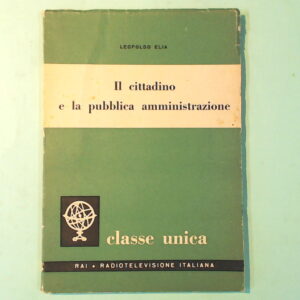 LEOPOLDO ELIA
Il cittadino
e la pubblica amministrazione
classe unica
RAI • RADIOTELEVISIONE ITALIANA